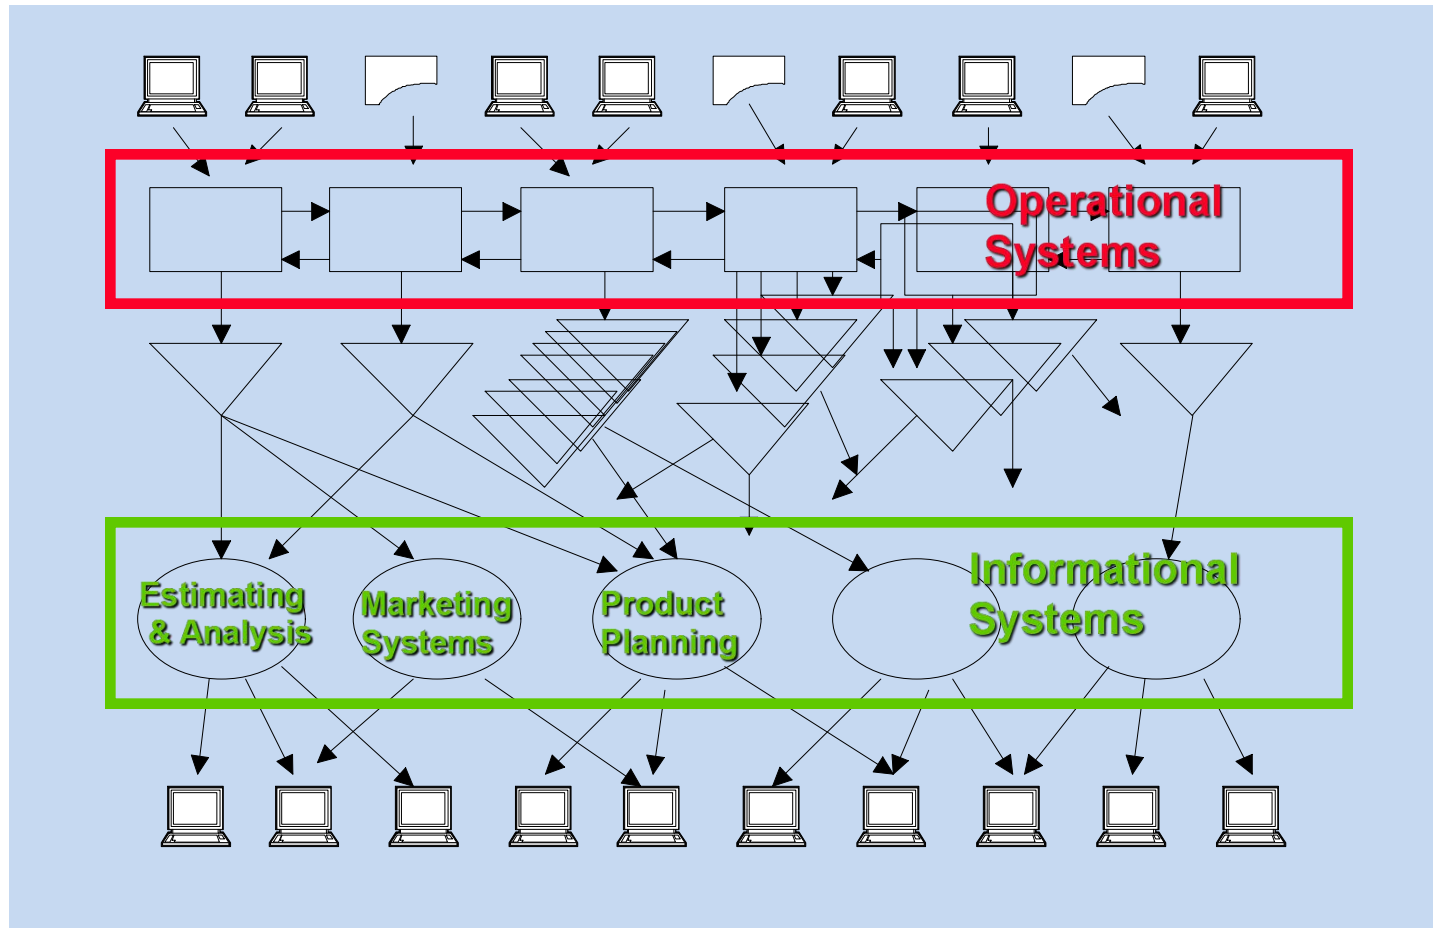 Operational
Systems
Informational
Systems
Estimating
& Analysis
Marketing
Systems
Product
Planning